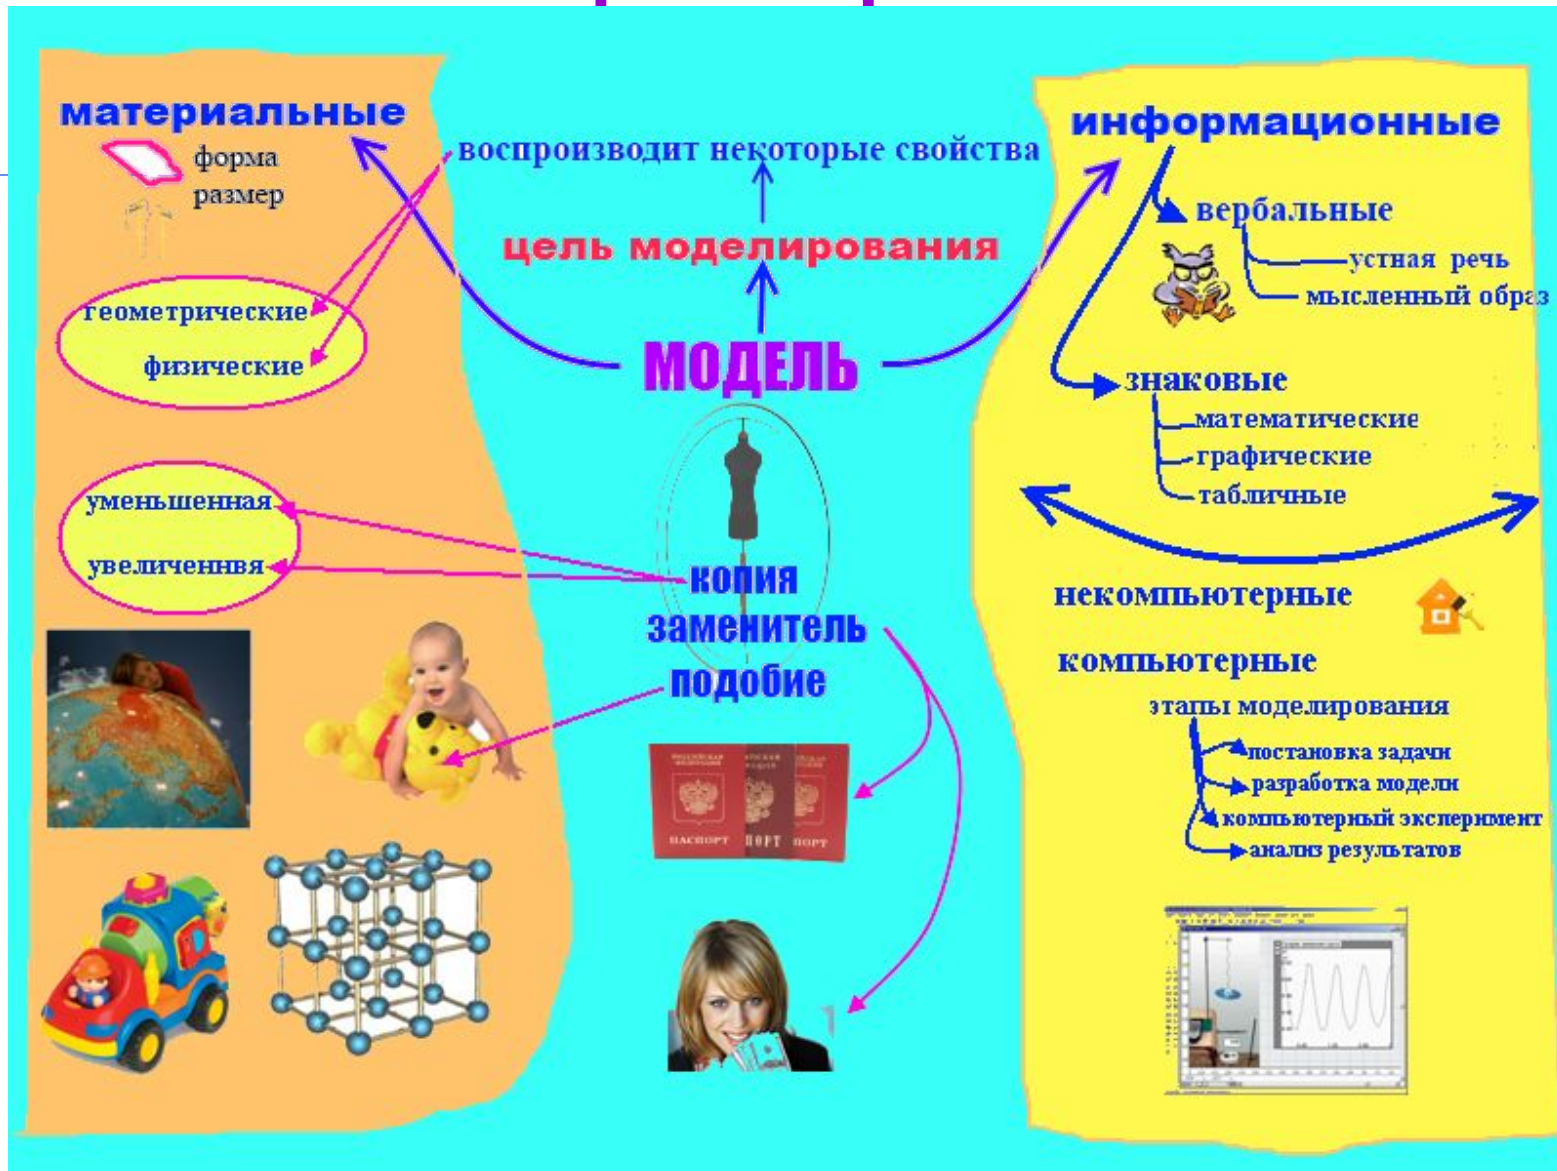 материальные
форма
размер
геометрические
физические
уменьшенная
увеличеннвя
воспроизводит некоторые свойства
цель моделирования
МОДЕЛЬ
копия
заменитель
подобие
ПАСПОРТ
информационные
вербальные
устная речь
мысленный образ
знаковые
математические
графические
табличные
некомпьютерные
компьютерные
этапы моделирования
постановка задачи
разработка модели
компьютерный эксперимент
анализ результатов